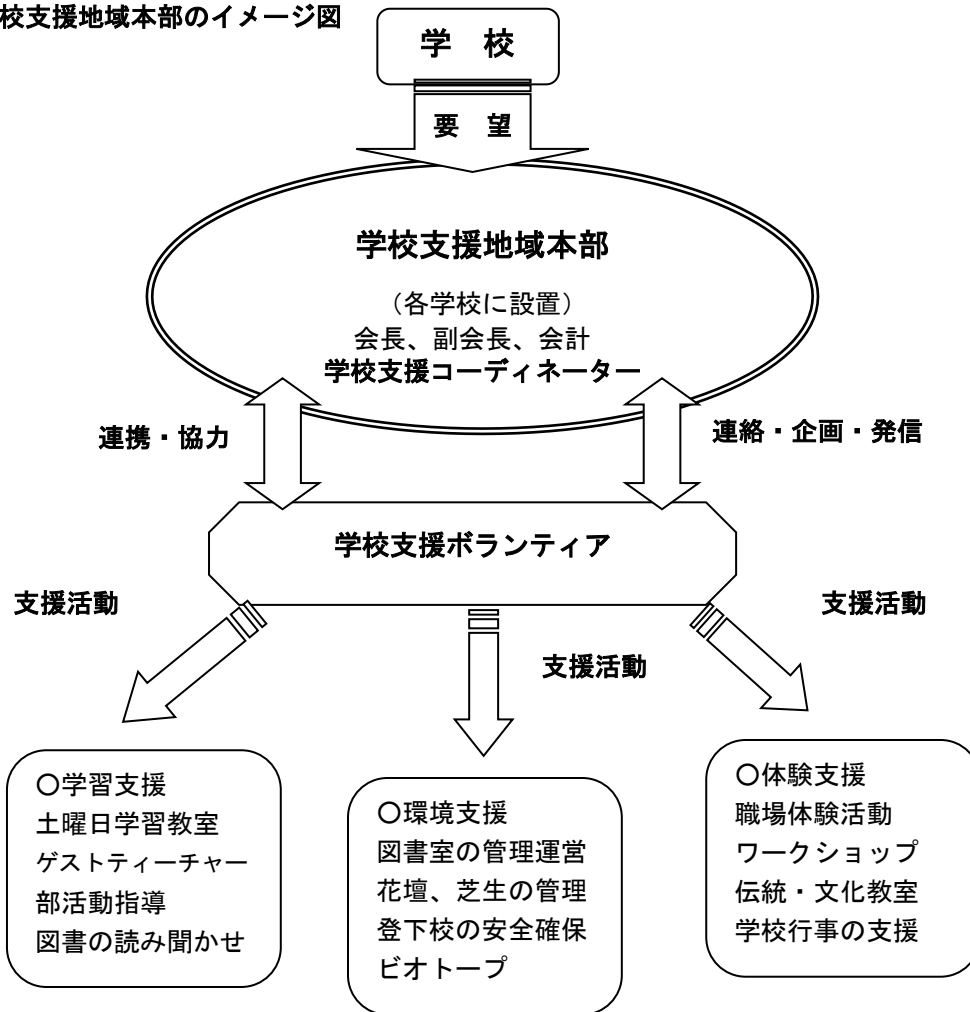 校支援地域本部のイメージ図
学 校
要 望
学校支援地域本部
（各学校に設置）
会長、副会長、会計
学校支援コーディネーター
連携・協力
連絡・企画・発信
学校支援ボランティア
支援活動
支援活動
支援活動
〇学習支援
土曜日学習教室
ゲストティーチャー
部活動指導
図書の読み聞かせ
〇環境支援
図書室の管理運営
花壇、芝生の管理
登下校の安全確保
ビオトープ
〇体験支援
職場体験活動
ワークショップ
伝統・文化教室
学校行事の支援